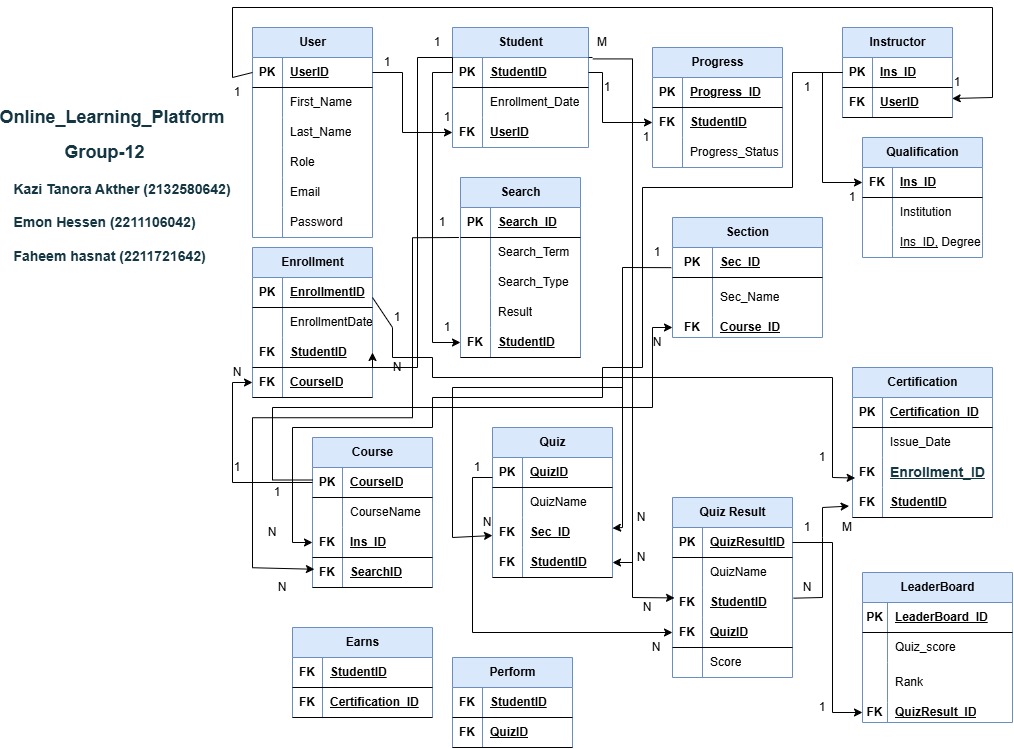 Online_Learning_Platform
Group-12
Kazi Tanora Akther (2132580642)
Emon Hessen (2211106042)
Faheem hasnat (2211721642)
User
PK UserID
First_Name
Last_Name
Role
Email
Password
1
1
Student
PK StudentID
Enrollment_Date
FK UserID
1
1
M
1
Progress
PK Progress_ID
FK StudentID
Progress_Status
1
Instructor
PK Ins_ID
FK UserID
1
1
Qualification
FK Ins_ID
Institution
Ins_ID, Degree
1
Search
PK Search_ID
Search_Term
Search_Type
Result
FK StudentID
1
1
Section
PK Sec_ID
Sec_Name
FK Course_ID
1
N
Enrollment
PK EnrollmentID
EnrollmentDate
FK StudentID
FK CourseID
1
N
N
Certification
PK Certification_ID
Issue_Date
FK Enrollment_ID
FK StudentID
1
M
Course
PK CourseID
CourseName
FK Ins_ID
FK SearchID
1
1
N
N
Quiz
PK QuizID
QuizName
FK Sec_ID
FK StudentID
1
N
N
N
Quiz Result
PK QuizResultID
QuizName
FK StudentID
FK QuizID
Score
1
N
N
N
LeaderBoard
PK LeaderBoard_ID
Quiz_score
Rank
FK QuizResult_ID
1
Earns
FK StudentID
FK Certification_ID
Perform
FK StudentID
FK QuizID